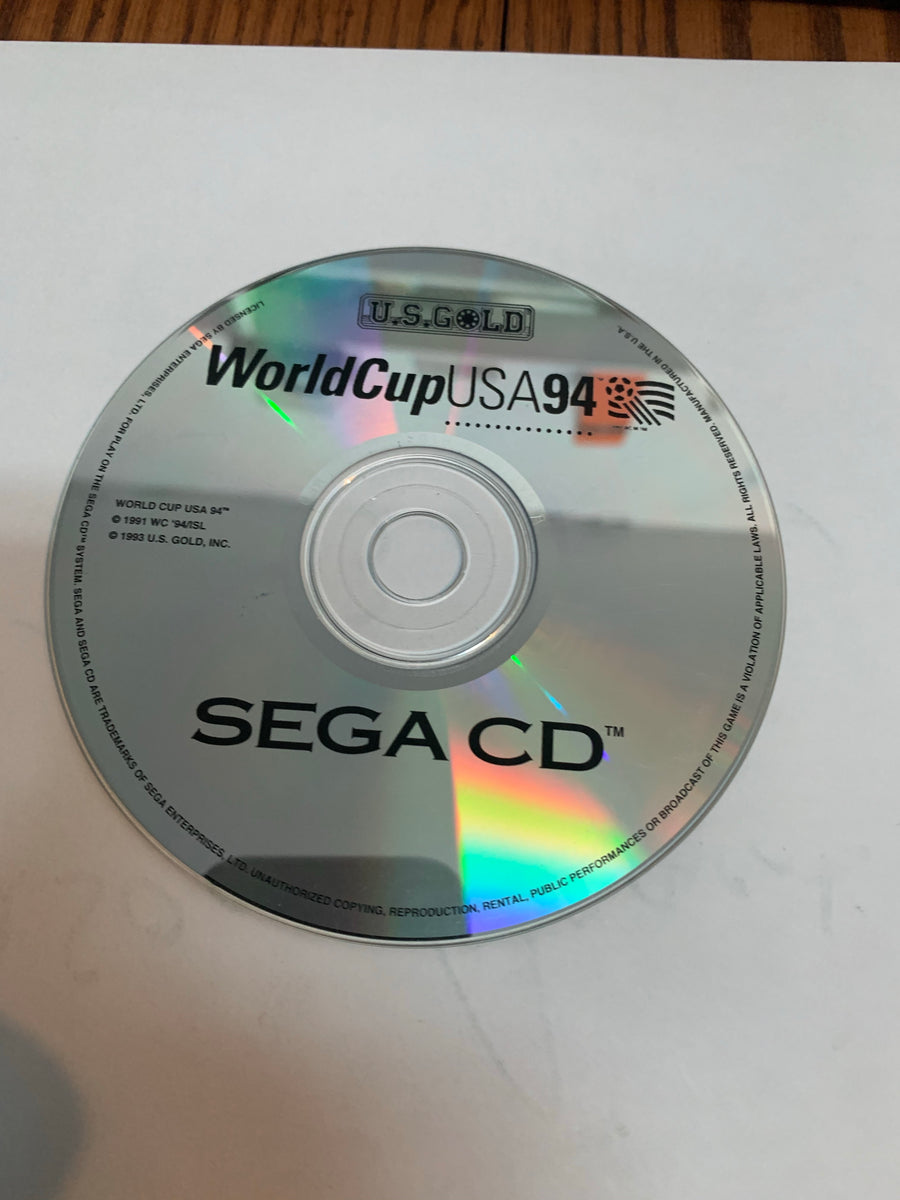 U.S.GOLD
WorldCupUSA94™
WORLD CUP USA 94™
© 1991 WC '94/ISL
© 1993 U.S. GOLD, INC.
SEGA CD™
LICENSED BY SEGA ENTERPRISES, LTD. FOR PLAY ON THE SEGA CD™ SYSTEM. SEGA AND SEGA CD ARE TRADEMARKS OF SEGA ENTERPRISES, LTD. UNAUTHORIZED COPYING, REPRODUCTION, RENTAL, PUBLIC PERFORMANCES OR BROADCAST OF THIS GAME IS A VIOLATION OF APPLICABLE LAWS. ALL RIGHTS RESERVED. MANUFACTURED IN THE U.S.A.